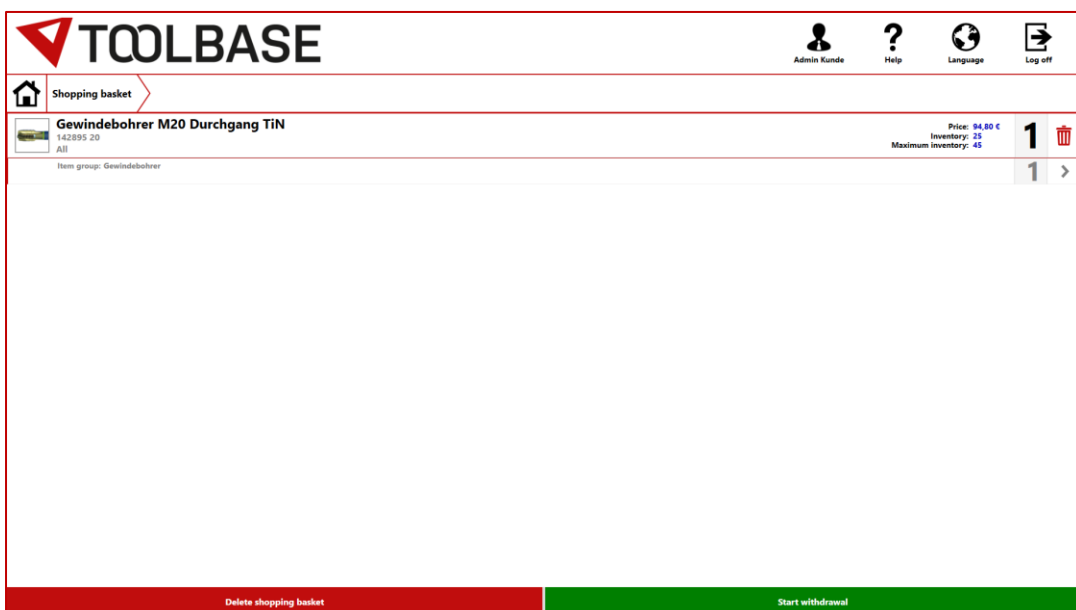 TOOLBASE
Admin Kunde
Help
Language
Log off
Shopping basket
Gewindebohrer M20 Durchgang TiN
142895 20
All
Price: 94,80 €
Inventory: 25
Maximum inventory: 45
1
Item group: Gewindebohrer
1
Delete shopping basket
Start withdrawal